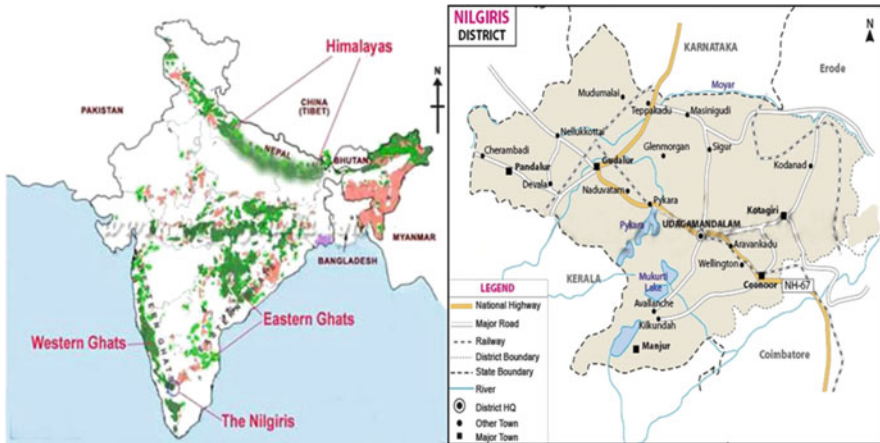 Himalayas
N
PAKISTAN
CHINA
(TIBET)
NEPAL
BHUTAN
MYANMAR
BANGLADESH
Eastern Ghats
Western Ghats
The Nilgiris
NILGIRIS
DISTRICT
N
KARNATAKA
Erode
Moyar
Mudumalai
Teppakadu
Masinigudi
Nellukkottai
Cherambadi
Glenmorgan
Sigur
Pandalur
Gudalur
Kodanad
Devala
Naduvatam
Pykara
Kotagiri
Pykara
UDAGAMANDALAM
Aravankadu
KERALA
Wellington
Mukurti
Lake
Coonoor
NH-67
Avallanche
Kilkundah
Manjur
Coimbatore
LEGEND
National Highway
Major Road
Railway
District Boundary
State Boundary
River
District HQ
Other Town
Major Town